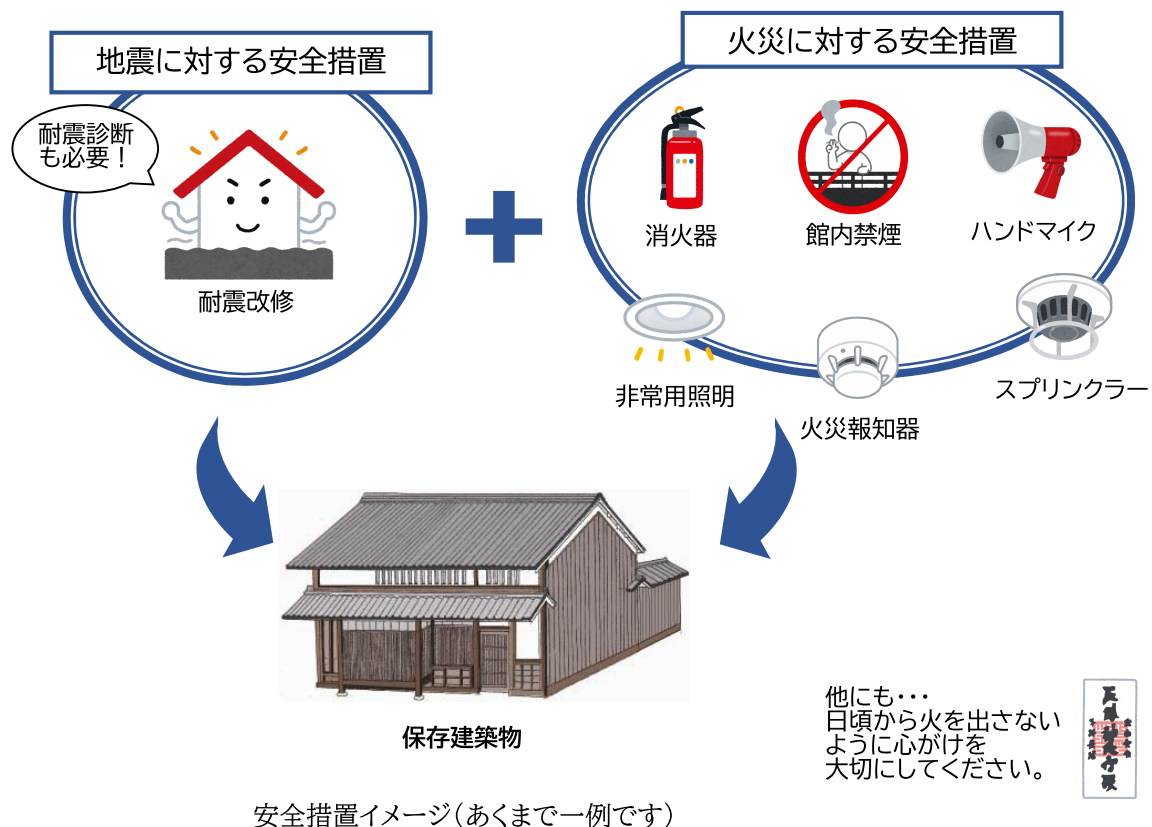 地震に対する安全措置
火災に対する安全措置
耐震診断
も必要！
耐震改修
消火器
館内禁煙
ハンドマイク
非常用照明
火災報知器
スプリンクラー
保存建築物
他にも･･･
日頃から火を出さない
ように心がけを
大切にしてください。
安全措置イメージ（あくまで一例です）